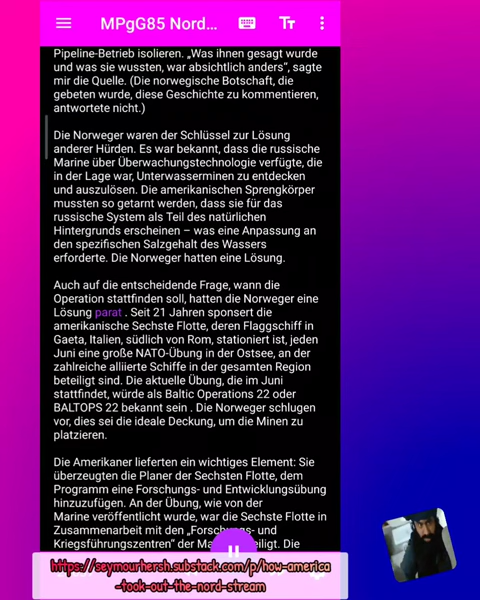 MPgG85 Nord...
Pipeline-Betrieb isolieren. „Was ihnen gesagt wurde
und was sie wussten, war absichtlich anders“, sagte
mir die Quelle. (Die norwegische Botschaft, die
gebeten wurde, diese Geschichte zu kommentieren,
antwortete nicht.)
Die Norweger waren der Schlüssel zur Lösung
anderer Hürden. Es war bekannt, dass die russische
Marine über Überwachungstechnologie verfügte, die
in der Lage war, Unterwasserminen zu entdecken
und auszulösen. Die amerikanischen Sprengkörper
mussten so getarnt werden, dass sie für das
russische System als Teil des natürlichen
Hintergrunds erscheinen – was eine Anpassung an
den spezifischen Salzgehalt des Wassers
erforderte. Die Norweger hatten eine Lösung.
Auch auf die entscheidende Frage, wann die
Operation stattfinden soll, hatten die Norweger eine
Lösung parat . Seit 21 Jahren sponsert die
amerikanische Sechste Flotte, deren Flaggschiff in
Gaeta, Italien, südlich von Rom, stationiert ist, jeden
Juni eine große NATO-Übung in der Ostsee, an der
zahlreiche alliierte Schiffe in der gesamten Region
beteiligt sind. Die aktuelle Übung, die im Juni
stattfindet, würde als Baltic Operations 22 oder
BALTOPS 22 bekannt sein . Die Norweger schlugen
vor, dies sei die ideale Deckung, um die Minen zu
platzieren.
Die Amerikaner lieferten ein wichtiges Element: Sie
überzeugten die Planer der Sechsten Flotte, dem
Programm eine Forschungs- und Entwicklungsübung
hinzuzufügen. An der Übung, wie von der
Marine veröffentlicht wurde, war die Sechste Flotte in
Zusammenarbeit mit den „Forschungs- und
Kriegsführungszentren“ der Die
https://seymourhersh.substack.com/p/how-america
-took-out-the-nord-stream